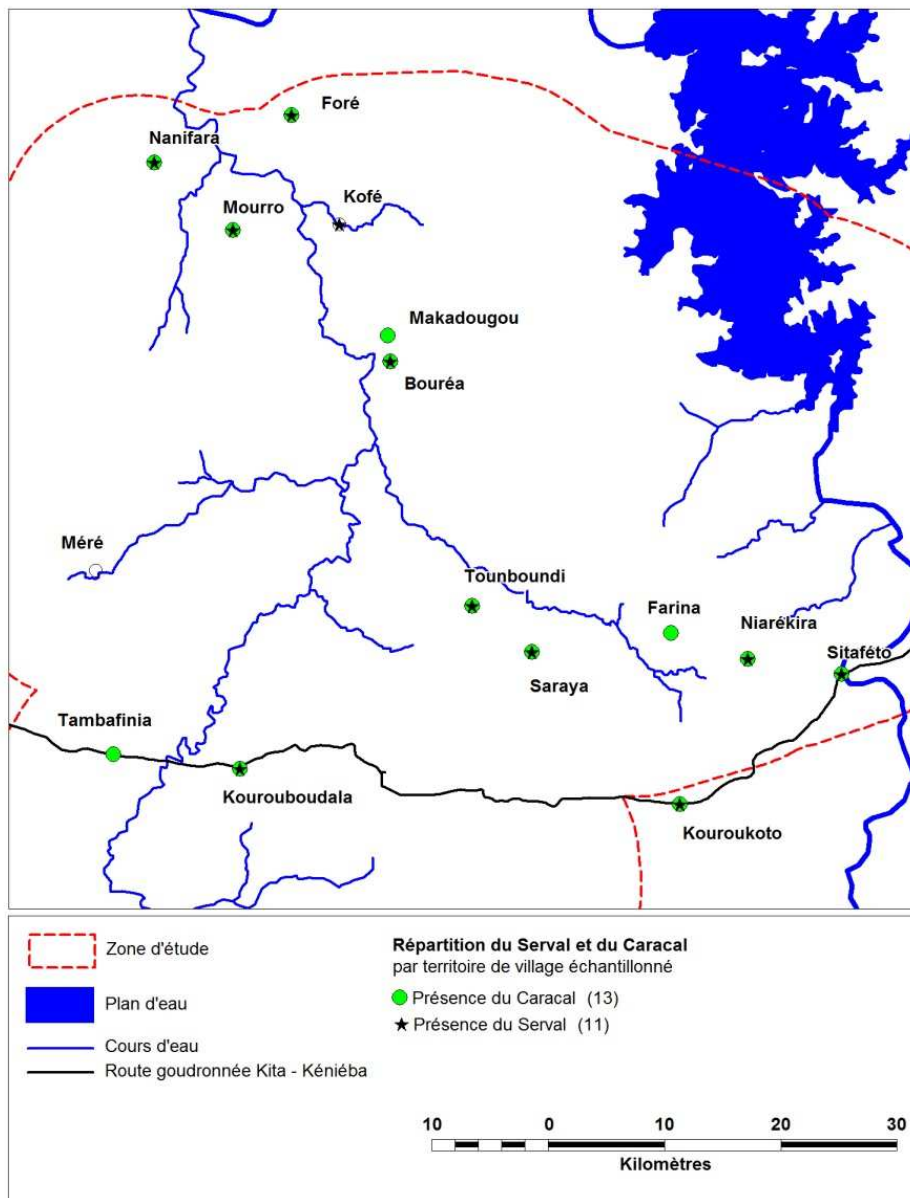 Foré
Nanifara
Kofé
Mourro
Makadougou
Bouréa
Méré
Tounboundi
Farina
Niarékira
Sitaféto
Saraya
Tambafinia
Kourouboudala
Kouroukoto
Zone d'étude
Plan d'eau
Cours d'eau
Route goudronnée Kita - Kéniéba
Répartition du Serval et du Caracal
par territoire de village échantillonné
Présence du Caracal (13)
Présence du Serval (11)
10 0 10 20 30
Kilomètres